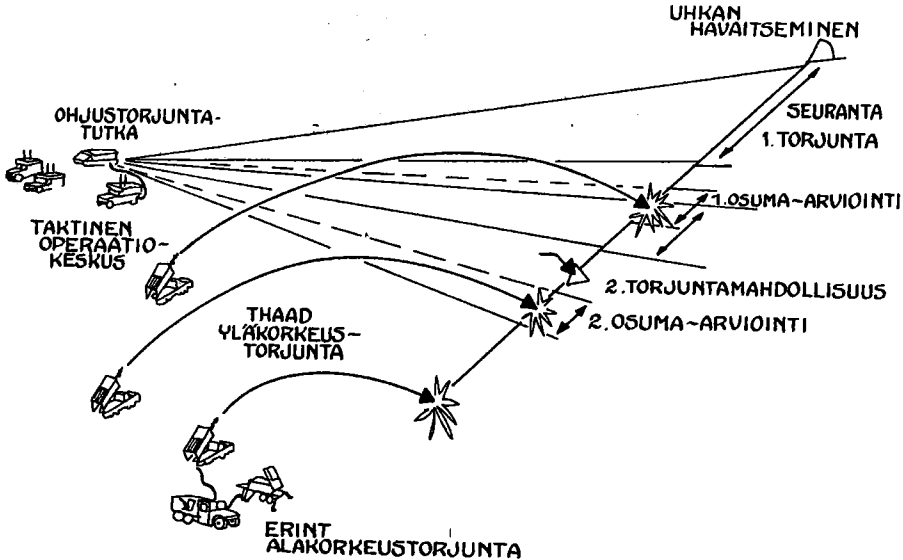 UHKAN
HAVAITSEMINEN
OHJUSTORJUNTA-
TUTKA
SEURANTA
1. TORJUNTA
1. OSUMA-ARVIOINTI
TAKTINEN
OPERAATIO-
KESKUS
2. TORJUNTAMAHDOLLISUUS
2. OSUMA-ARVIOINTI
THAAD
YLÄKORKEUS-
TORJUNTA
ERINT
ALAKORKEUSTORJUNTA